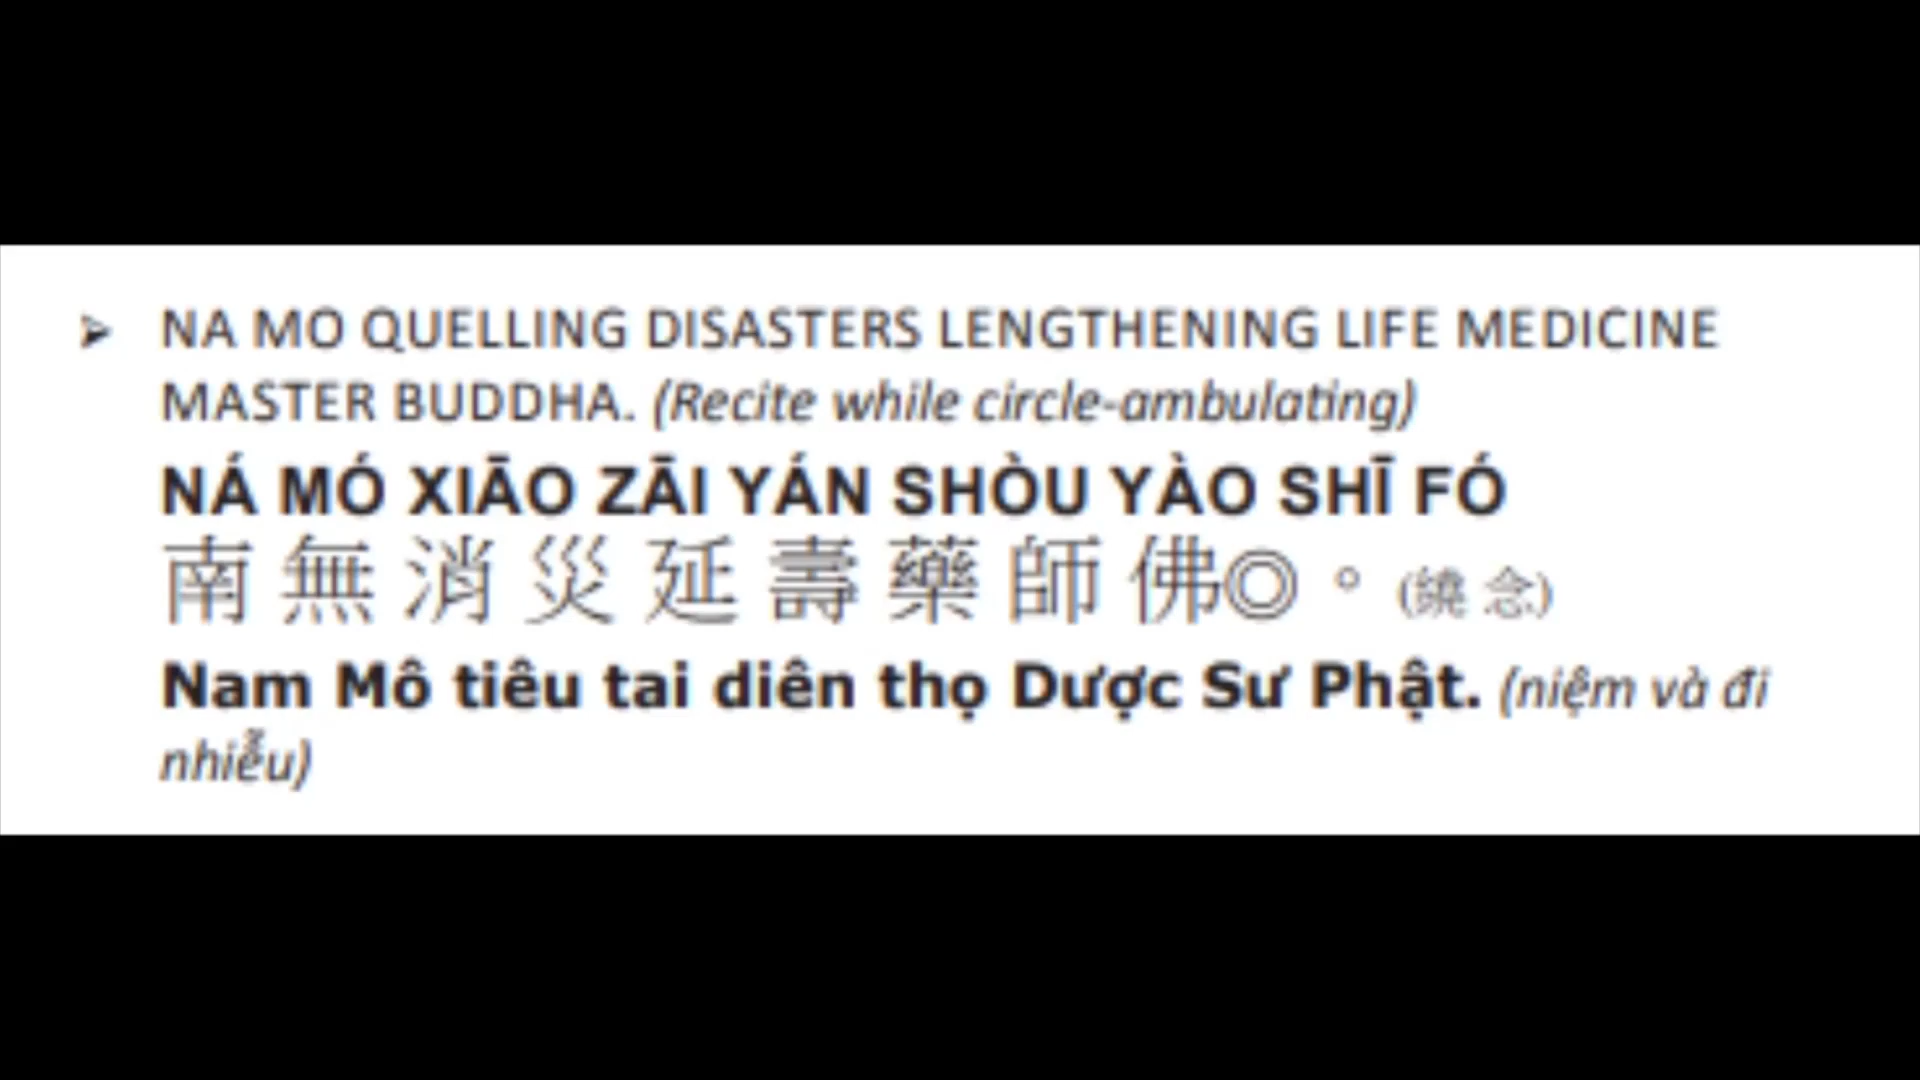 ➢ NA MO QUELLING DISASTERS LENGTHENING LIFE MEDICINE
MASTER BUDDHA. (Recite while circle-ambulating)
NÁ MÓ XIĀO ZĀI YÁN SHÒU YÀO SHĪ FÓ
南 無 消 災 延 壽 藥 師 佛◎。(繞 念)
Nam Mô tiêu tai diên thọ Dược Sư Phật. (niệm và đi
nhiễu)